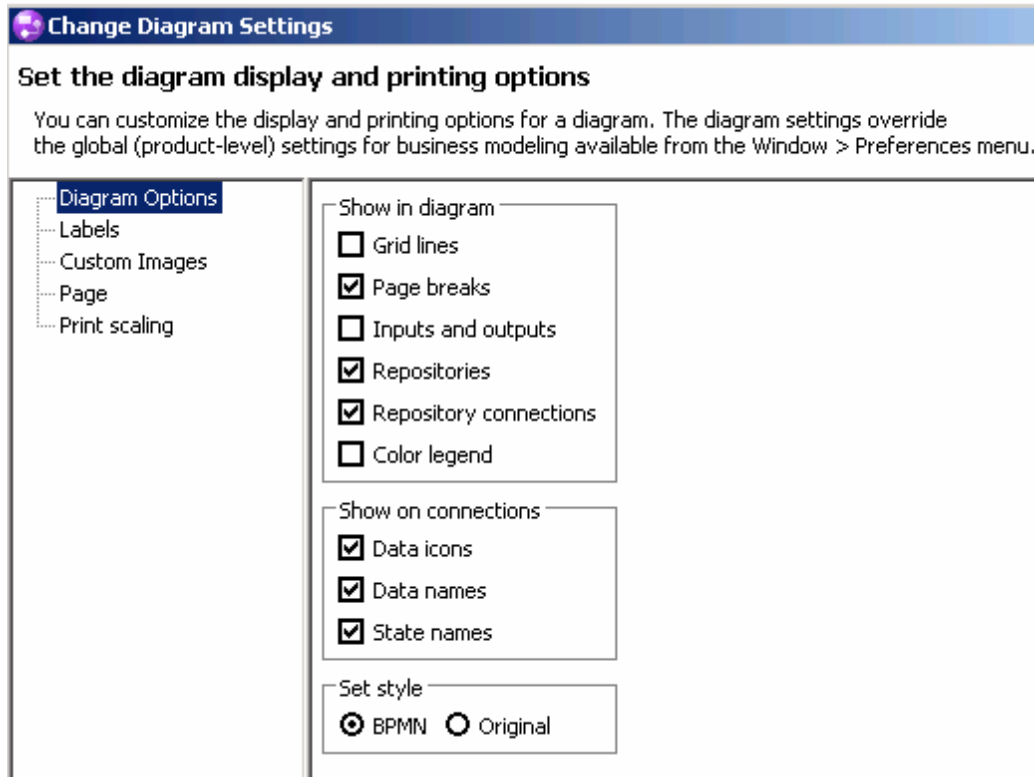 Change Diagram Settings
Set the diagram display and printing options
You can customize the display and printing options for a diagram. The diagram settings override
the global (product-level) settings for business modeling available from the Window > Preferences menu.
Diagram Options
Labels
Custom Images
Page
Print scaling
Show in diagram
Grid lines
Page breaks
Inputs and outputs
Repositories
Repository connections
Color legend
Show on connections
Data icons
Data names
State names
Set style
BPMN Original